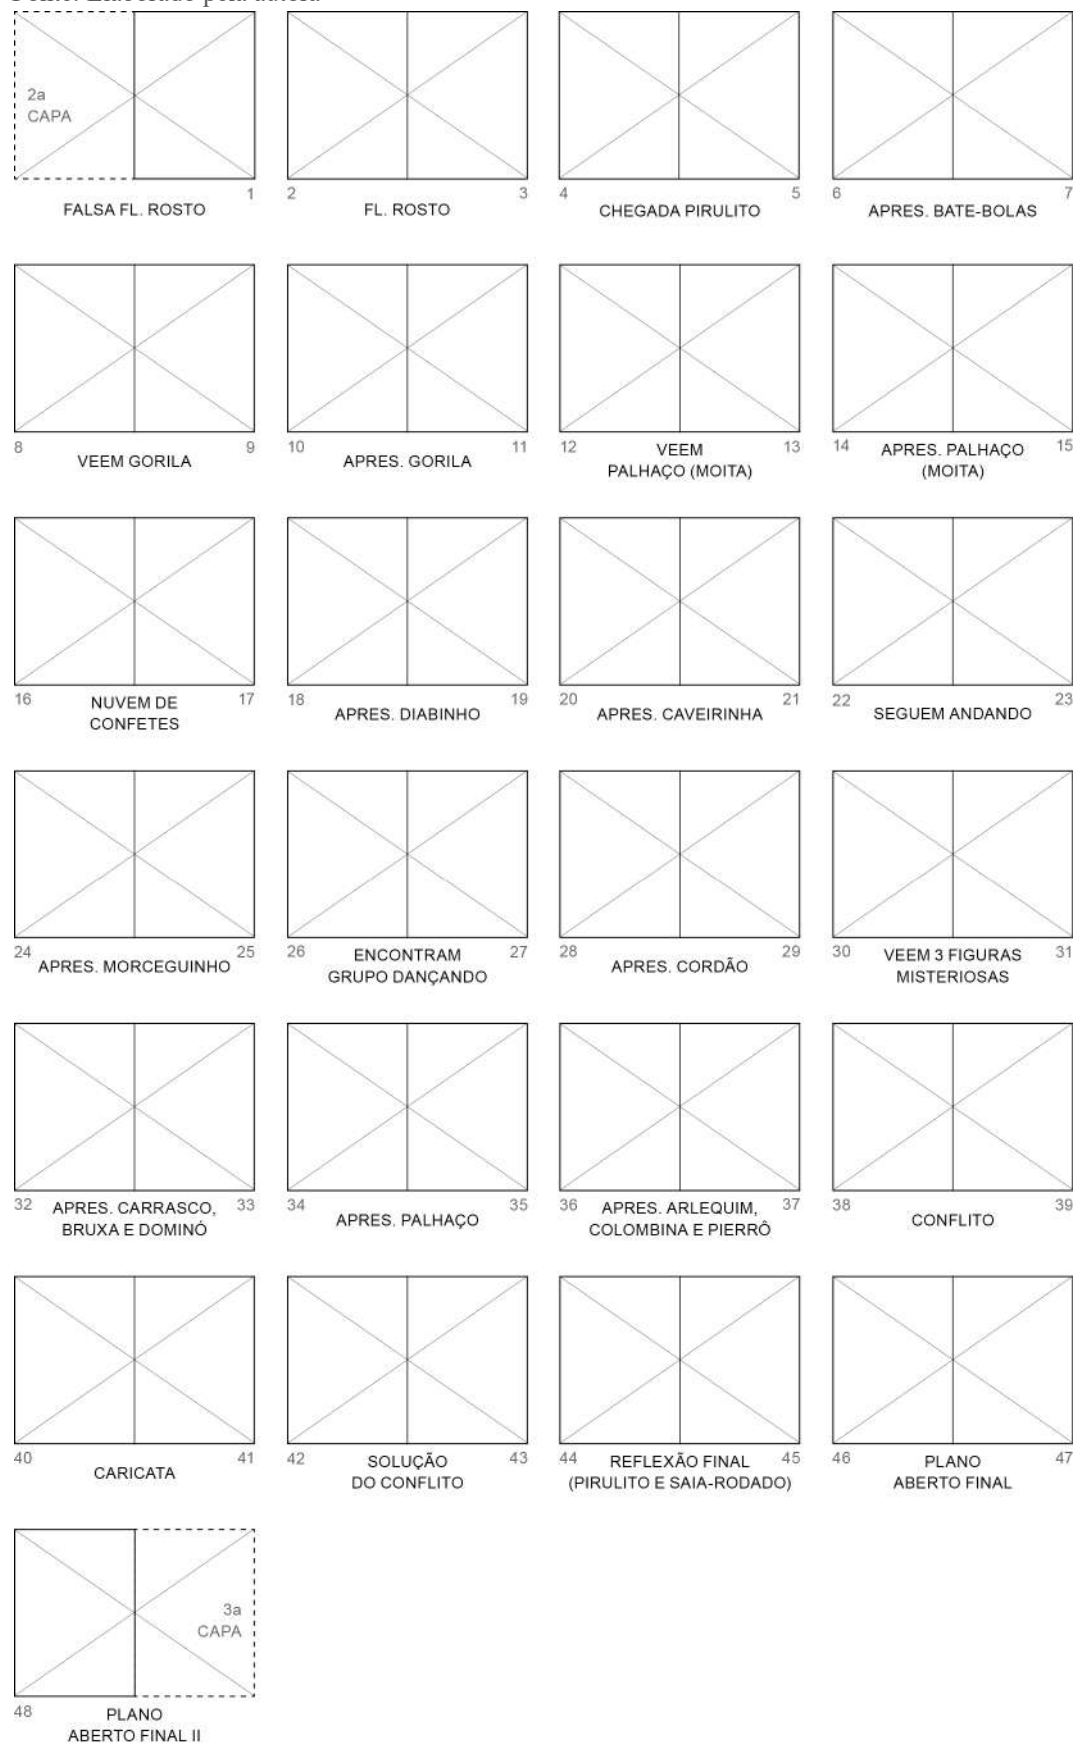 2a
CAPA
1
FALSA FL. ROSTO
2 3
FL. ROSTO
4 5
CHEGADA PIRULITO
6 7
APRES. BATE-BOLAS
8 9
VEEM GORILA
10 11
APRES. GORILA
12 13
VEEM
PALHAÇO (MOITA)
14 15
APRES. PALHAÇO
(MOITA)
16 17
NUVEM DE
CONFETES
18 19
APRES. DIABINHO
20 21
APRES. CAVEIRINHA
22 23
SEGUEM ANDANDO
24 25
APRES. MORCEGUINHO
26 27
ENCONTRAM
GRUPO DANÇANDO
28 29
APRES. CORDÃO
30 31
VEEM 3 FIGURAS
MISTERIOSAS
32 33
APRES. CARRASCO,
BRUXA E DOMINÓ
34 35
APRES. PALHAÇO
36 37
APRES. ARLEQUIM,
COLOMBINA E PIERRÔ
38 39
CONFLITO
40 41
CARICATA
42 43
SOLUÇÃO
DO CONFLITO
44 45
REFLEXÃO FINAL
(PIRULITO E SAIA-RODADO)
46 47
PLANO
ABERTO FINAL
3a
CAPA
48
PLANO
ABERTO FINAL II